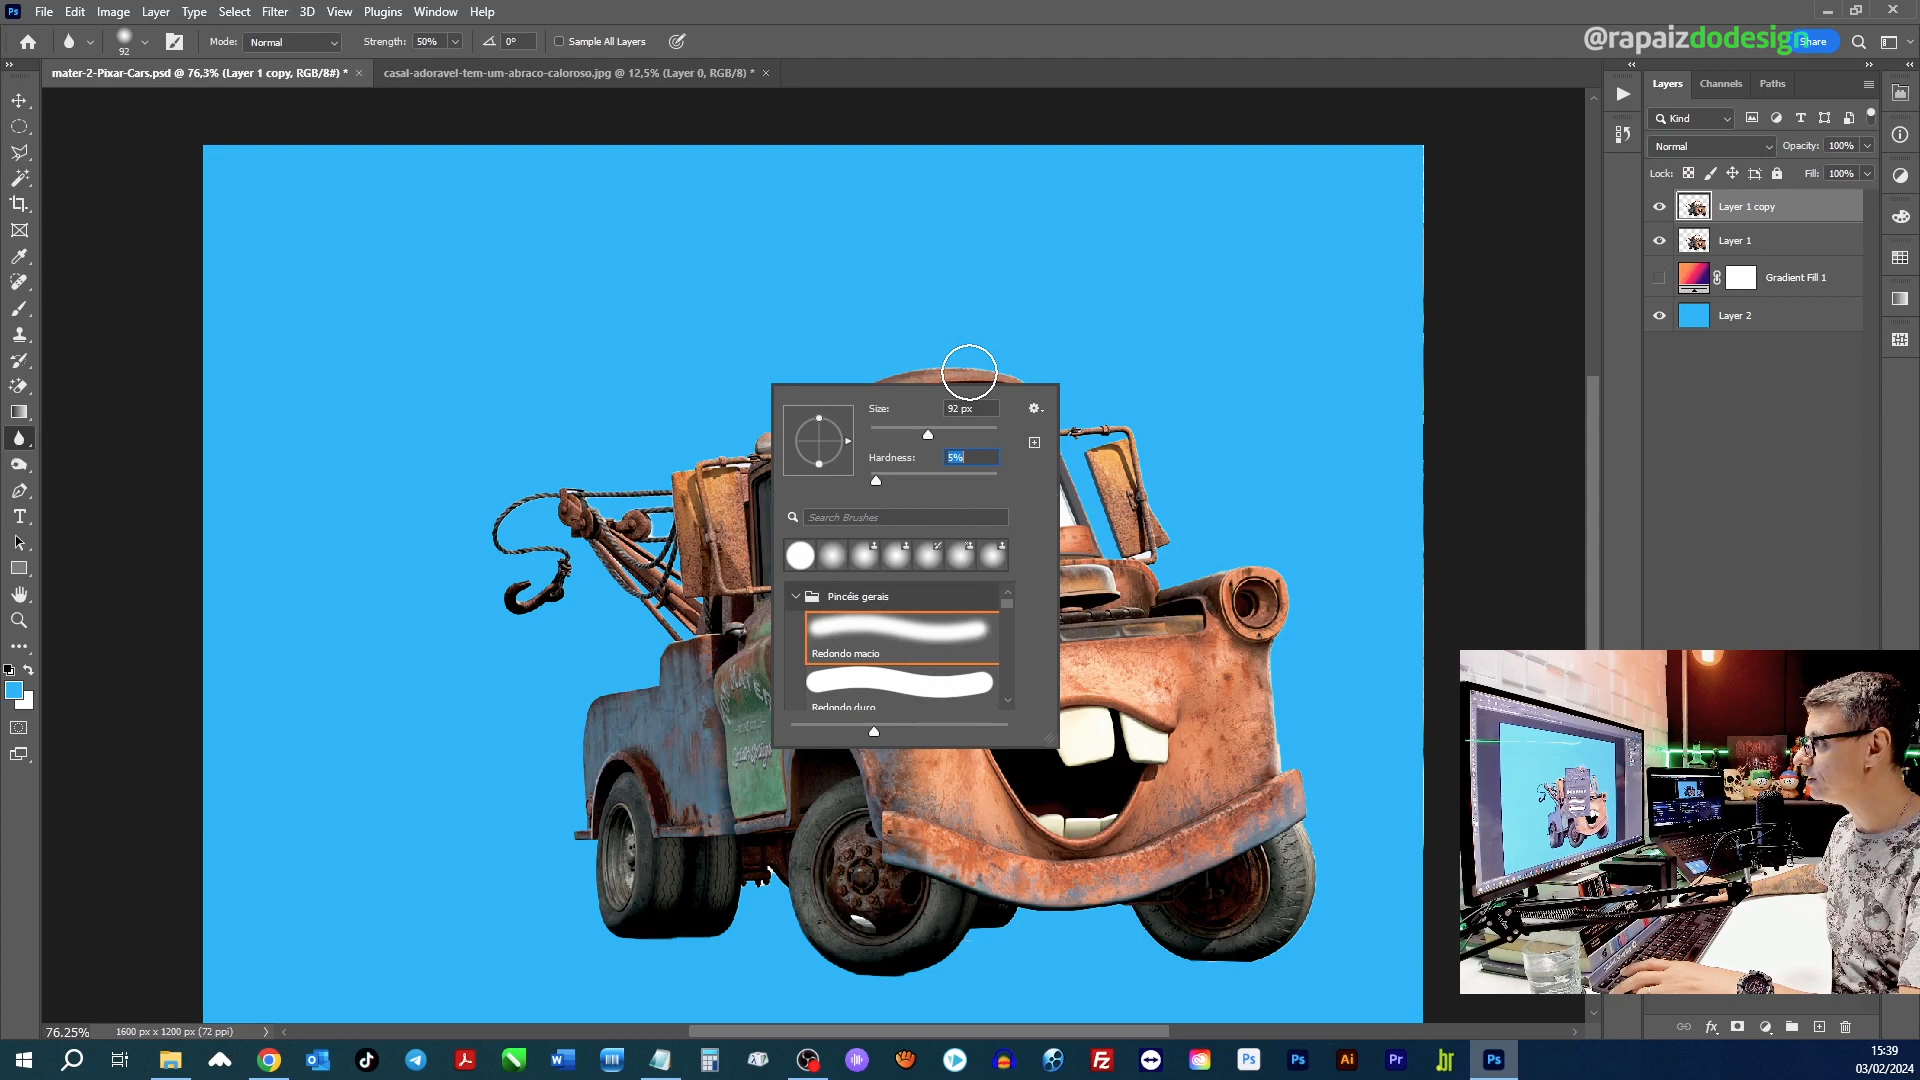 Ps File Edit Image Layer Type Select Filter 3D View Plugins Window Help
92 Mode: Normal Strength: 50% 0° Sample All Layers
@rapaizdodesign
Share
mater-2-Pixar-Cars.psd @ 76,3% (Layer 1 copy, RGB/8#) * × casal-adoravel-tem-um-abraco-caloroso.jpg @ 12,5% (Layer 0, RGB/8) * ×
Layers Channels Paths
Kind
Normal Opacity: 100%
Lock: Fill: 100%
Layer 1 copy
Layer 1
Gradient Fill 1
Layer 2
Size: 92 px
Hardness: 5%
Search Brushes
Pincéis gerais
Redondo macio
Redondo duro
76.25% 1600 px x 1200 px (72 ppi)
15:39
03/02/2024